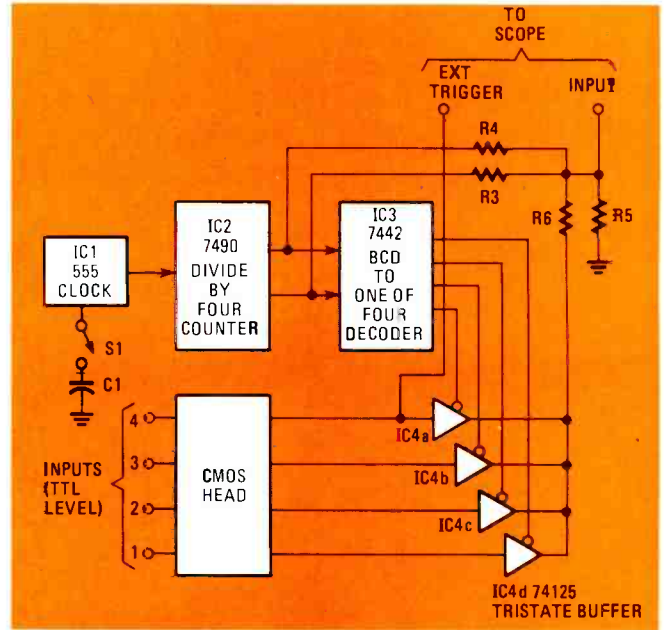 TO
SCOPE
EXT
TRIGGER
INPUT
R4
R3
R6
R5
IC1
555
CLOCK
IC2
7490
DIVIDE
BY
FOUR
COUNTER
IC3
7442
BCD
TO
ONE OF
FOUR
DECODER
S1
C1
INPUTS
(TTL
LEVEL)
4
3
2
1
CMOS
HEAD
IC4a
IC4b
IC4c
IC4d 74125
TRISTATE BUFFER